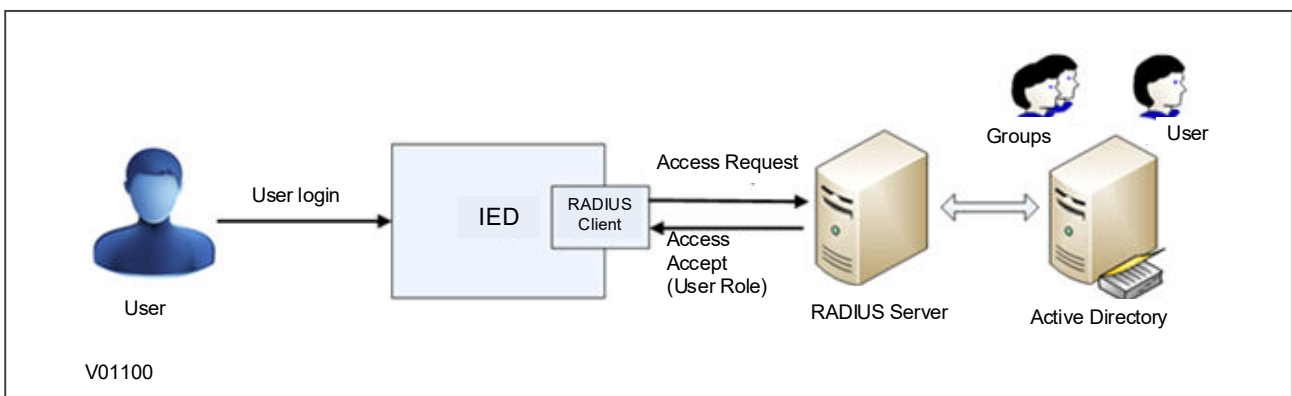 Groups
User
User login
IED
RADIUS
Client
Access Request
Access
Accept
(User Role)
User
RADIUS Server
Active Directory
V01100